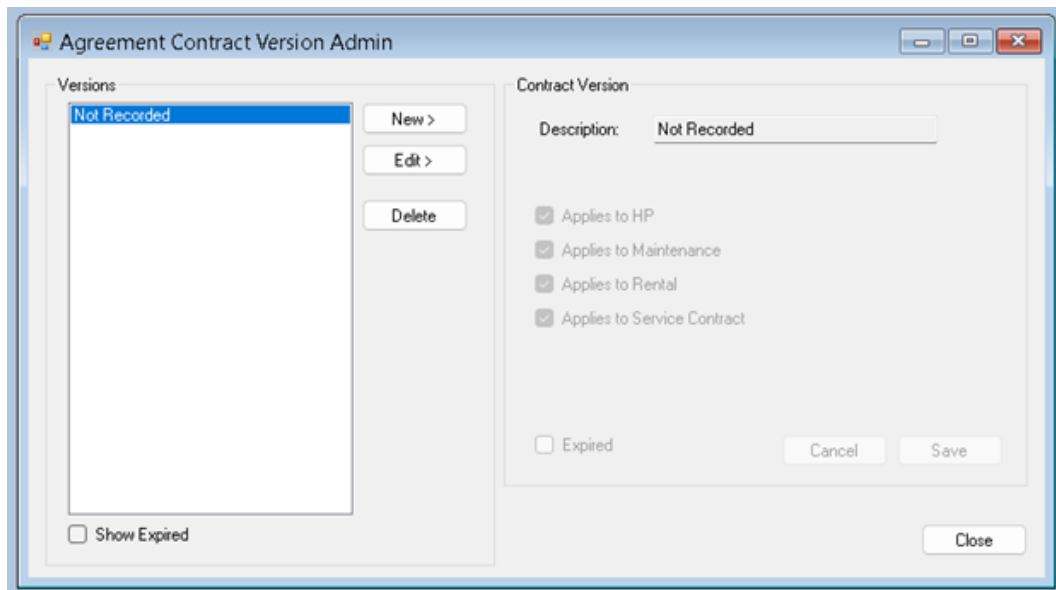 Agreement Contract Version Admin
Versions
Not Recorded
New >
Edit >
Delete
Show Expired
Contract Version
Description: Not Recorded
Applies to HP
Applies to Maintenance
Applies to Rental
Applies to Service Contract
Expired
Cancel
Save
Close